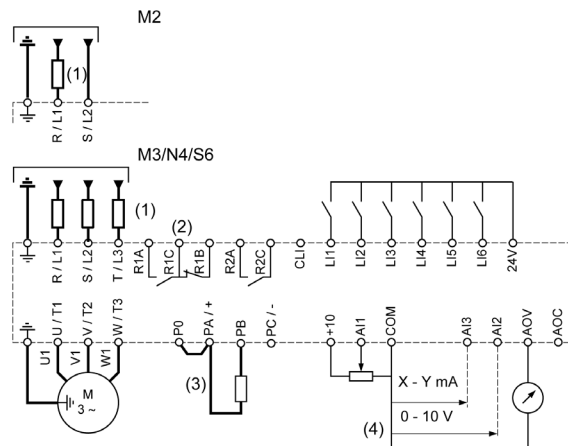 M2
(1)
R / L1
S / L2
M3/N4/S6
(1)
(2)
R / L1
S / L2
T / L3
R1A
R1C
R1B
R2A
R2C
CLI
LI1
LI2
LI3
LI4
LI5
LI6
24V
U / T1
V / T2
W / T3
P0
PA / +
PB
PC / -
+10
AI1
COM
AI3
AI2
AOV
AOC
U1
V1
W1
M
3 ~
(3)
X - Y mA
0 - 10 V
(4)